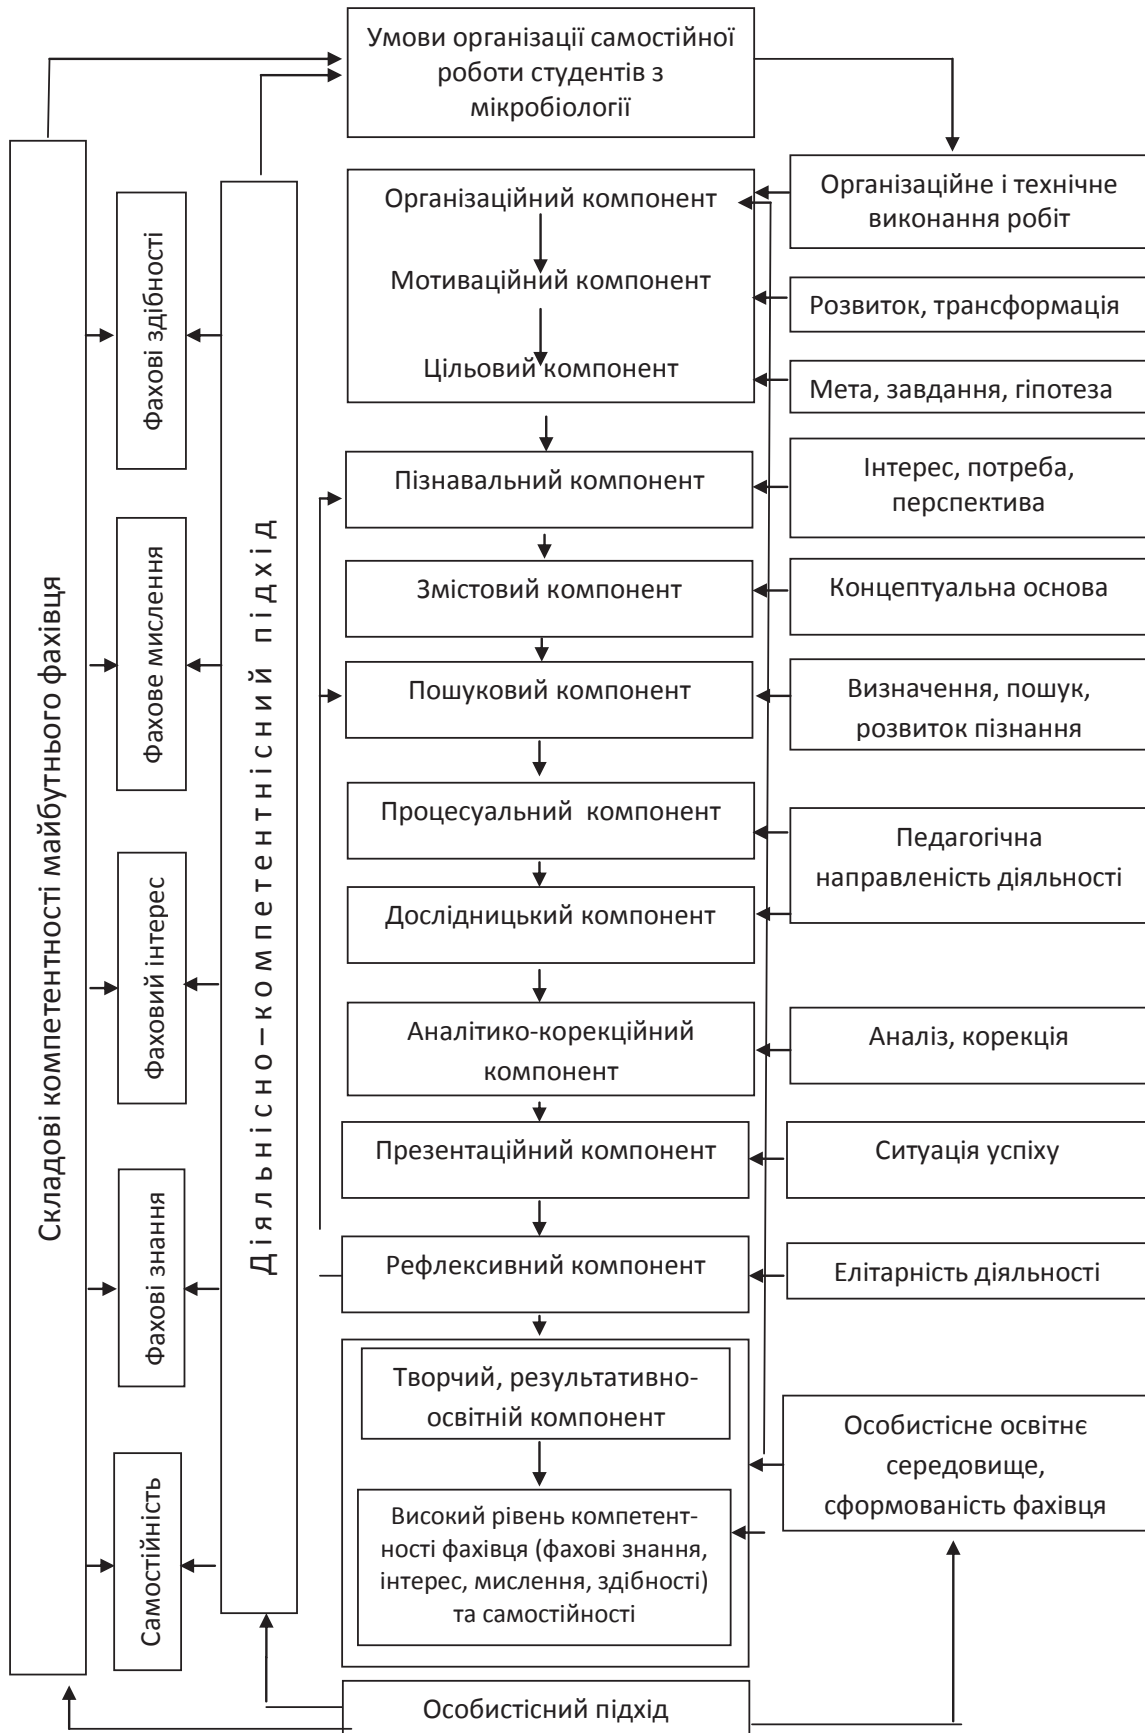 Умови організації самостійної
роботи студентів з
мікробіології
Складові компетентності майбутнього фахівця
Фахові здібності
Фахове мислення
Фаховий інтерес
Фахові знання
Самостійність
Діяльнісно–компетентнісний підхід
Організаційний компонент
Мотиваційний компонент
Цільовий компонент
Пізнавальний компонент
Змістовий компонент
Пошуковий компонент
Процесуальний компонент
Дослідницький компонент
Аналітико-корекційний
компонент
Презентаційний компонент
Рефлексивний компонент
Творчий, результативно-
освітній компонент
Високий рівень компетент-
ності фахівця (фахові знання,
інтерес, мислення, здібності)
та самостійності
Організаційне і технічне
виконання робіт
Розвиток, трансформація
Мета, завдання, гіпотеза
Інтерес, потреба,
перспектива
Концептуальна основа
Визначення, пошук,
розвиток пізнання
Педагогічна
направленість діяльності
Аналіз, корекція
Ситуація успіху
Елітарність діяльності
Особистісне освітнє
середовище,
сформованість фахівця
Особистісний підхід